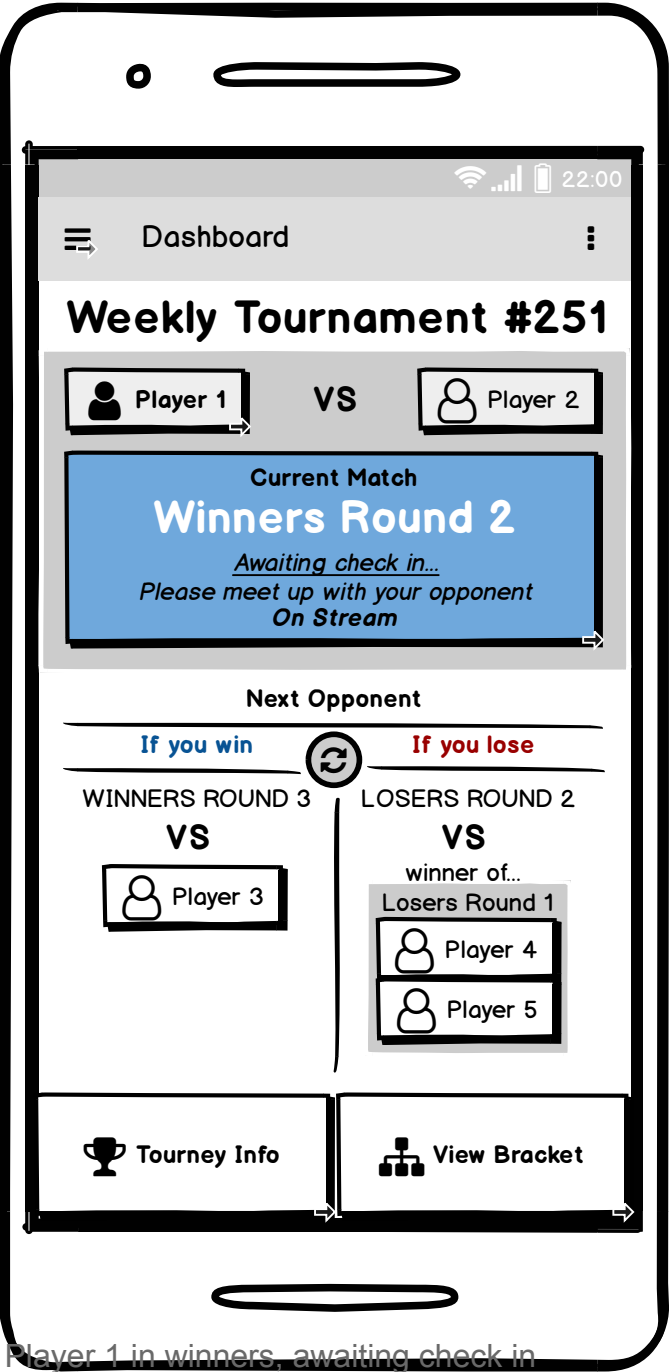 22:00
Dashboard
Weekly Tournament #251
Player 1 VS Player 2
Current Match
Winners Round 2
Awaiting check in...
Please meet up with your opponent
On Stream
Next Opponent
If you win
If you lose
WINNERS ROUND 3
VS
Player 3
LOSERS ROUND 2
VS
winner of...
Losers Round 1
Player 4
Player 5
Tourney Info
View Bracket
Player 1 in winners, awaiting check in